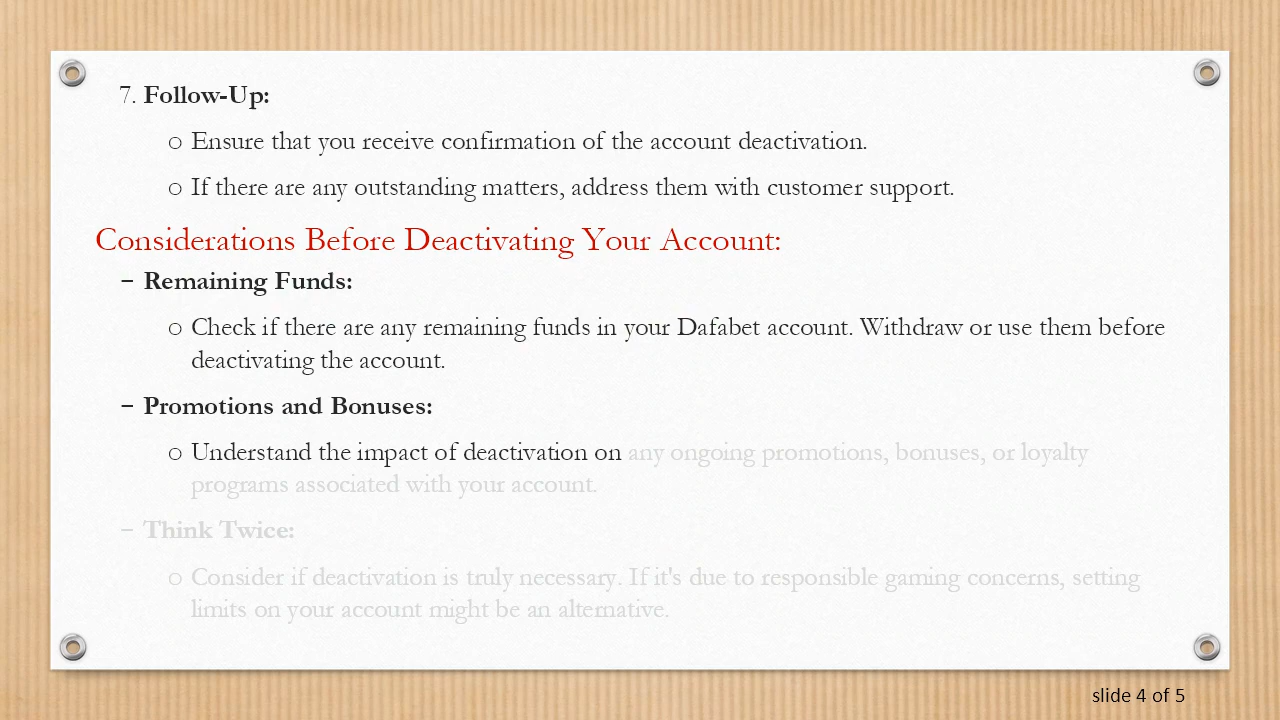 7. Follow-Up:
o Ensure that you receive confirmation of the account deactivation.
o If there are any outstanding matters, address them with customer support.
Considerations Before Deactivating Your Account:
– Remaining Funds:
o Check if there are any remaining funds in your Dafabet account. Withdraw or use them before
deactivating the account.
– Promotions and Bonuses:
o Understand the impact of deactivation on any ongoing promotions, bonuses, or loyalty
programs associated with your account.
– Think Twice:
o Consider if deactivation is truly necessary. If it's due to responsible gaming concerns, setting
limits on your account might be an alternative.
slide 4 of 5